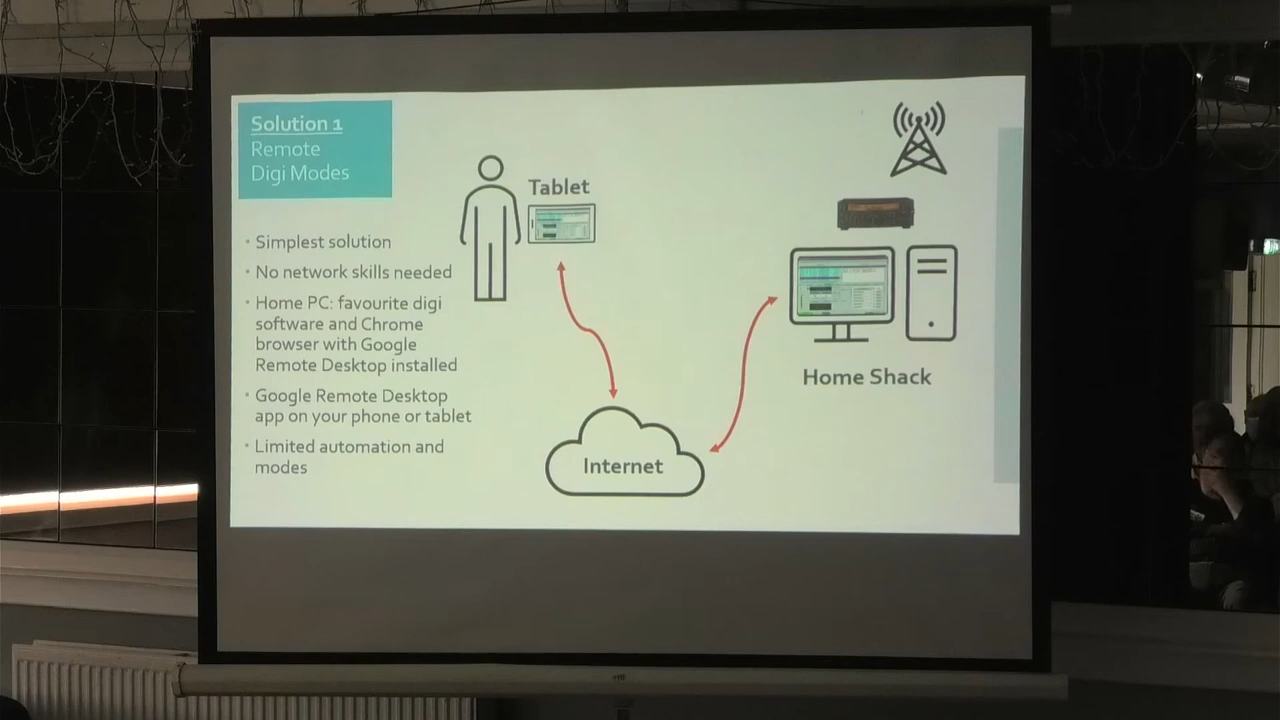 Solution 1
Remote
Digi Modes
• Simplest solution
• No network skills needed
• Home PC: favourite digi
software and Chrome
browser with Google
Remote Desktop installed
• Google Remote Desktop
app on your phone or tablet
• Limited automation and
modes
Tablet
Internet
Home Shack